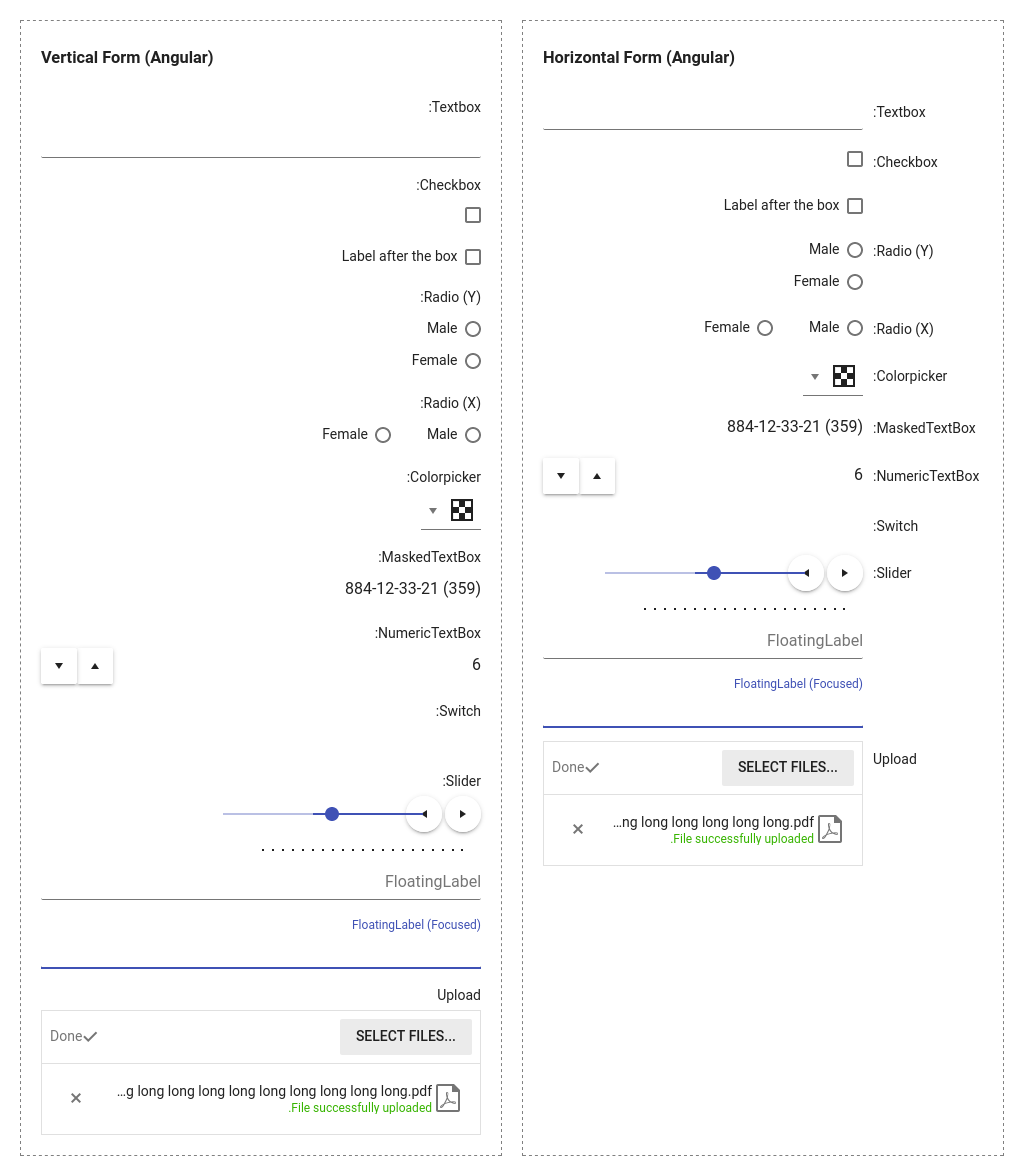 Vertical Form (Angular)
:Textbox
:Checkbox
Label after the box
:Radio (Y)
Male
Female
:Radio (X)
Female Male
:Colorpicker
:MaskedTextBox
884-12-33-21 (359)
:NumericTextBox
6
:Switch
:Slider
FloatingLabel
FloatingLabel (Focused)
Upload
Done SELECT FILES...
...g long long long long long long long long long.pdf
.File successfully uploaded
Horizontal Form (Angular)
:Textbox
:Checkbox
Label after the box
Male :Radio (Y)
Female
Female Male :Radio (X)
:Colorpicker
884-12-33-21 (359) :MaskedTextBox
6 :NumericTextBox
:Switch
:Slider
FloatingLabel
FloatingLabel (Focused)
Done SELECT FILES... Upload
...ng long long long long long.pdf
.File successfully uploaded